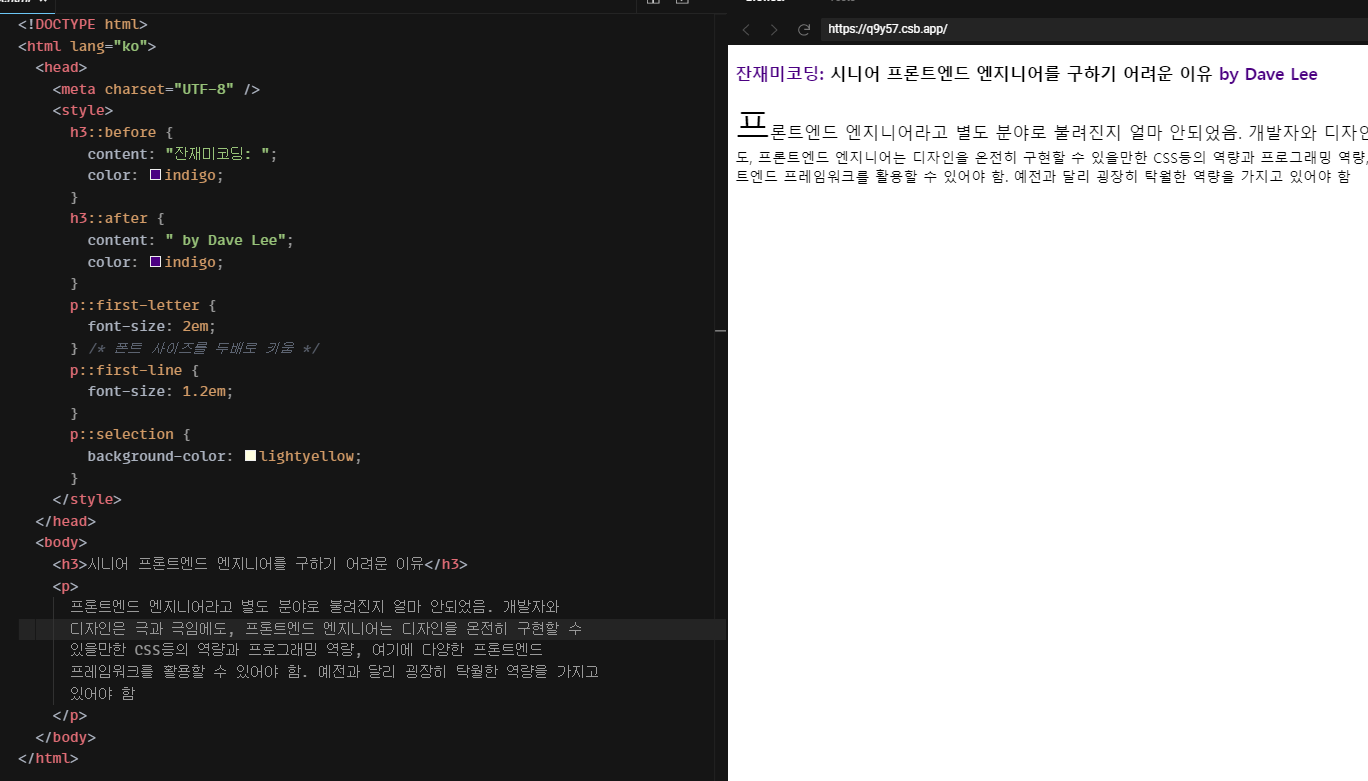 <!DOCTYPE html>
<html lang="ko">
<head>
<meta charset="UTF-8" />
<style>
h3::before {
content: "잔재미코딩: ";
color: indigo;
}
h3::after {
content: " by Dave Lee";
color: indigo;
}
p::first-letter {
font-size: 2em;
} /* 폰트 사이즈를 두배로 키움 */
p::first-line {
font-size: 1.2em;
}
p::selection {
background-color: lightyellow;
}
</style>
</head>
<body>
<h3>시니어 프론트엔드 엔지니어를 구하기 어려운 이유</h3>
<p>
프론트엔드 엔지니어라고 별도 분야로 불려진지 얼마 안되었음. 개발자와
디자인은 극과 극임에도, 프론트엔드 엔지니어는 디자인을 온전히 구현할 수
있을만한 CSS등의 역량과 프로그래밍 역량, 여기에 다양한 프론트엔드
프레임워크를 활용할 수 있어야 함. 예전과 달리 굉장히 탁월한 역량을 가지고
있어야 함
</p>
</body>
</html>
https://q9y57.csb.app/
잔재미코딩: 시니어 프론트엔드 엔지니어를 구하기 어려운 이유 by Dave Lee
프론트엔드 엔지니어라고 별도 분야로 불려진지 얼마 안되었음. 개발자와 디자인
도, 프론트엔드 엔지니어는 디자인을 온전히 구현할 수 있을만한 CSS등의 역량과 프로그래밍 역량,
트엔드 프레임워크를 활용할 수 있어야 함. 예전과 달리 굉장히 탁월한 역량을 가지고 있어야 함